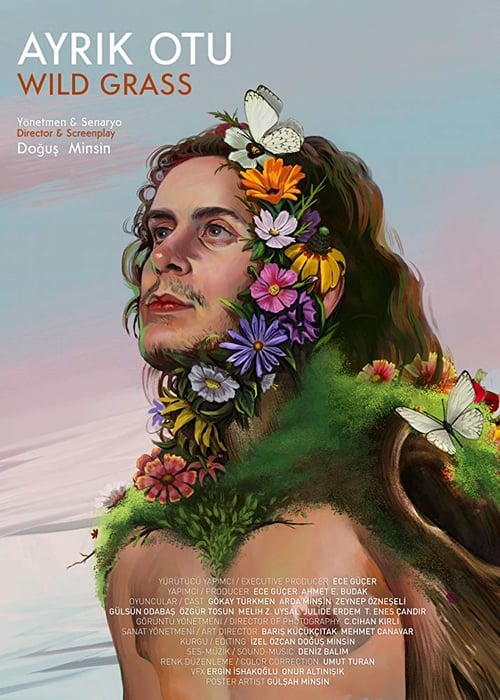 AYRIK OTU
WILD GRASS
Yönetmen & Senaryo
Director & Screenplay
Doğuş Minsin
YÜRÜTÜCÜ YAPIMCI / EXECUTIVE PRODUCER ECE GÜÇER
YAPIMCI / PRODUCER ECE GÜÇER AHMET E. BUDAK
OYUNCULAR / CAST GÖKAY TÜRKMEN ARDA MİNSİN ZEYNEP ÖZNEŞELİ
GÜLSÜN ODABAŞ ÖZGÜR TOSUN MELİH Z. UYSAL JÜLİDE ERDEM T. ENES ÇANDIR
GÖRÜNTÜ YÖNETMENİ / DIRECTOR OF PHOTOGRAPHY C.CİHAN KIRLI
SANAT YÖNETMENİ / ART DIRECTOR BARIŞ KÜÇÜKÇITAK MEHMET CANAVAR
KURGU / EDITING İZEL ÖZCAN DOĞUŞ MİNSİN
SES-MÜZİK / SOUND-MUSIC DENİZ BALIM
RENK DÜZENLEME / COLOR CORRECTION UMUT TURAN
VFX ERGİN İSHAKOĞLU ONUR ALTINIŞIK
POSTER ARTIST GÜLŞAH MİNSİN